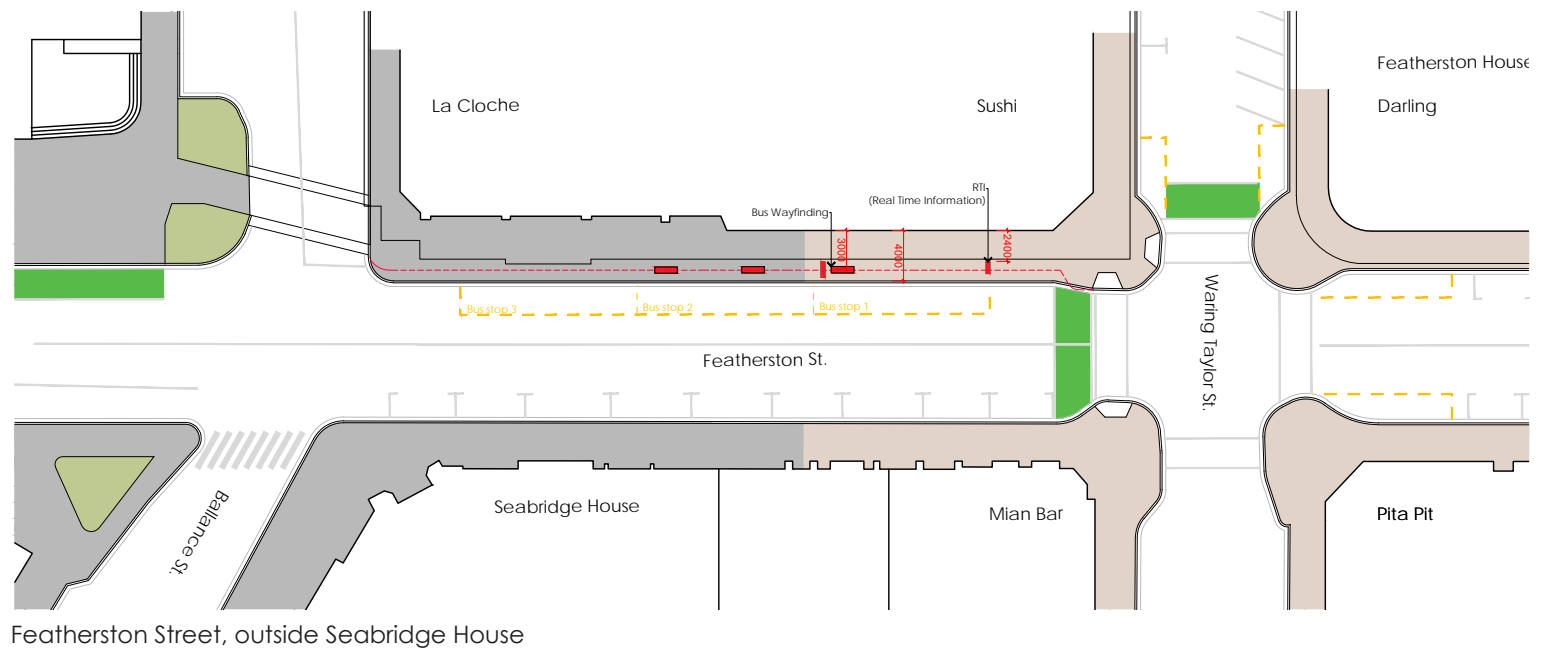 La Cloche
Sushi
Featherston House
Darling
RTI
(Real Time Information)
Bus Wayfinding
3000
4000
2400
Bus stop 3
Bus stop 2
Bus stop 1
Featherston St.
Waring Taylor St.
Ballance St.
Seabridge House
Mian Bar
Pita Pit
Featherston Street, outside Seabridge House